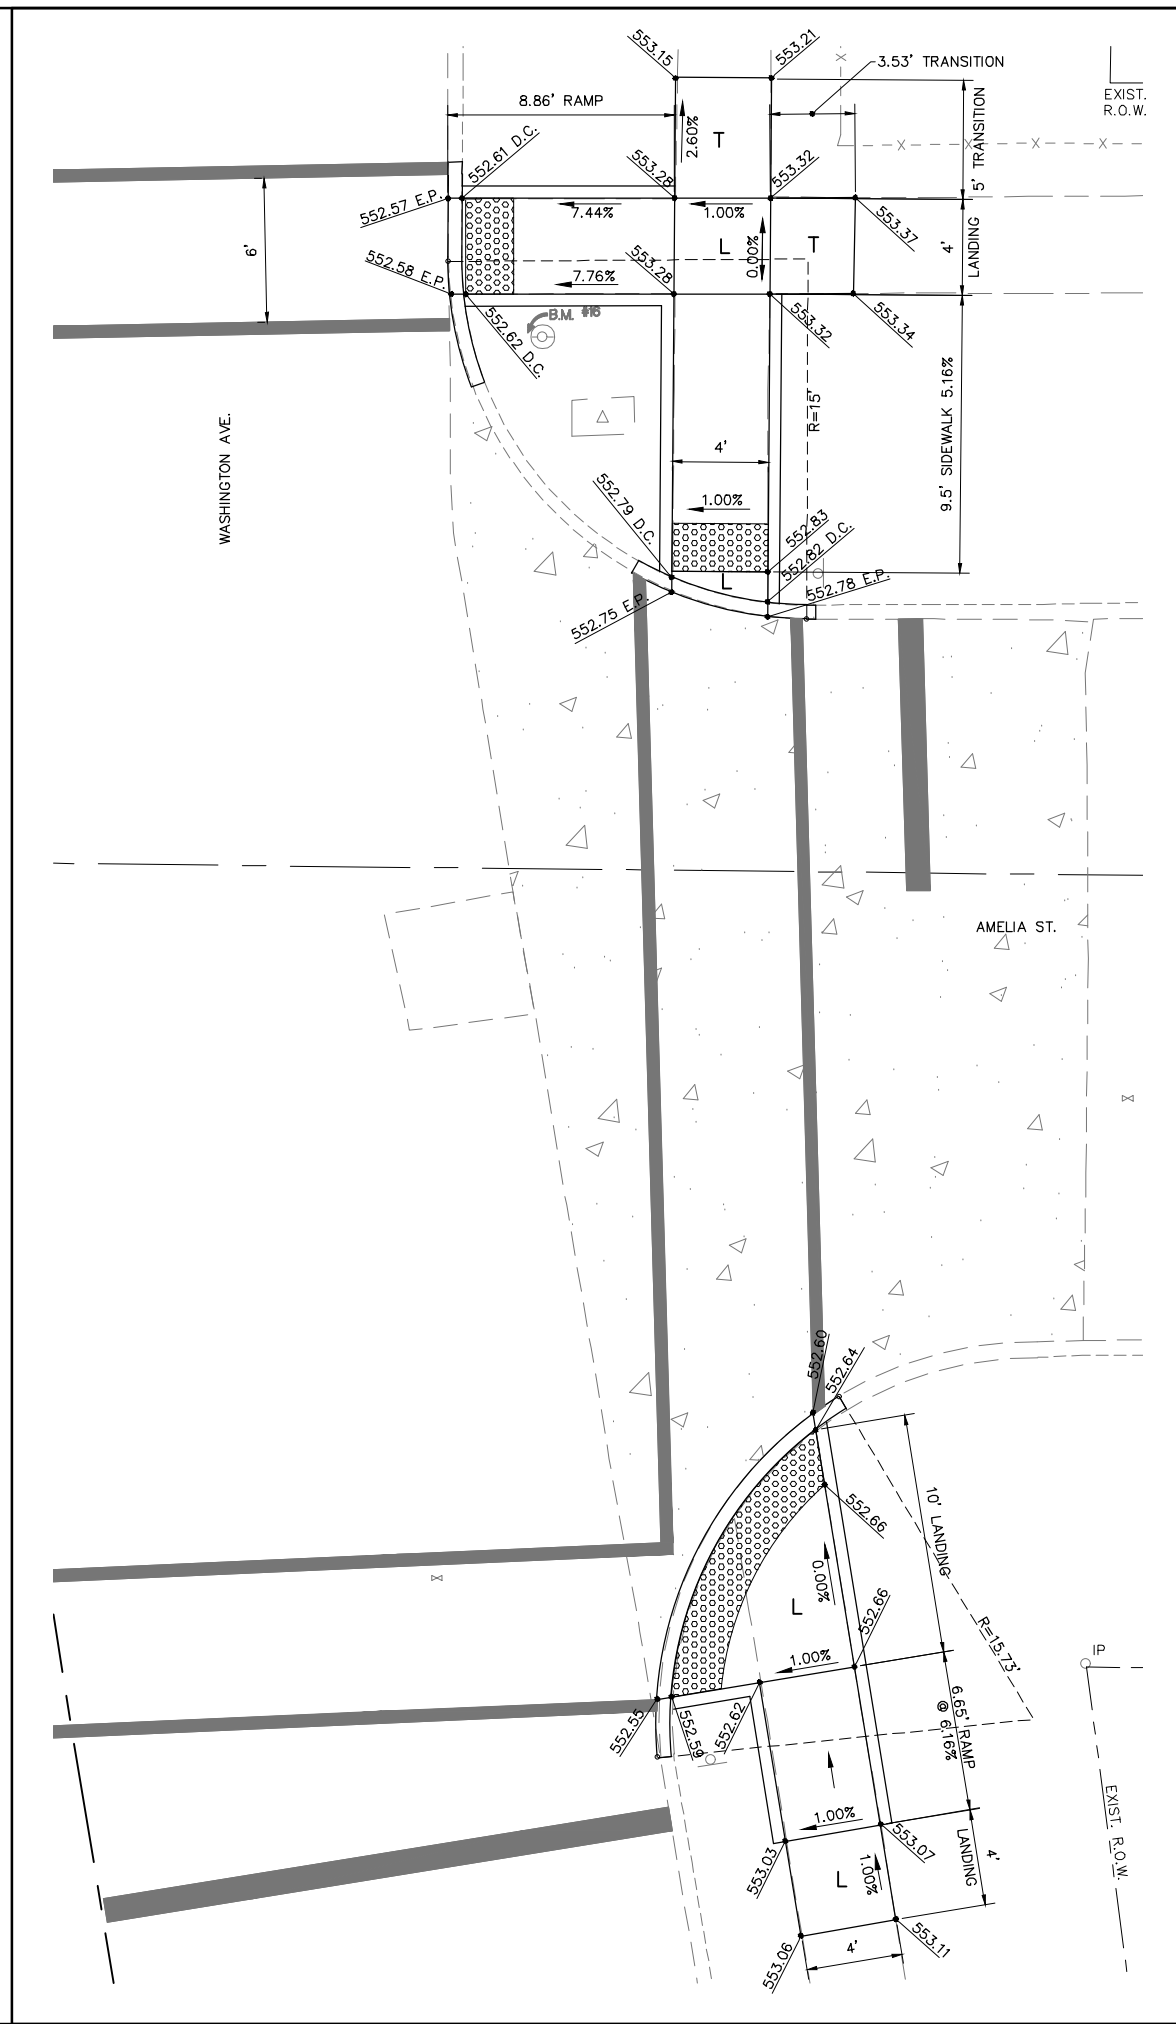 553.15
553.21
3.53' TRANSITION
EXIST.
R.O.W.
8.86' RAMP
2.60%
T
5' TRANSITION
552.61 D.C.
553.28
553.32
552.57 E.P.
7.44%
1.00%
553.37
6'
L
0.00%
T
4'
LANDING
552.58 E.P.
553.28
7.76%
B.M. #16
552.62 D.C.
553.32
553.34
WASHINGTON AVE.
R=15'
9.5' SIDEWALK 5.16%
4'
552.79 D.C.
1.00%
552.83
552.82 D.C.
L
552.78 E.P.
552.75 E.P.
AMELIA ST.
552.60
552.64
10' LANDING
552.66
0.00%
L
552.66
R=15.73'
IP
1.00%
552.55
552.59
552.62
6.65' RAMP
@ 6.16%
EXIST. R.O.W.
1.00%
553.03
553.07
4'
LANDING
L
1.00%
553.06
4'
553.11